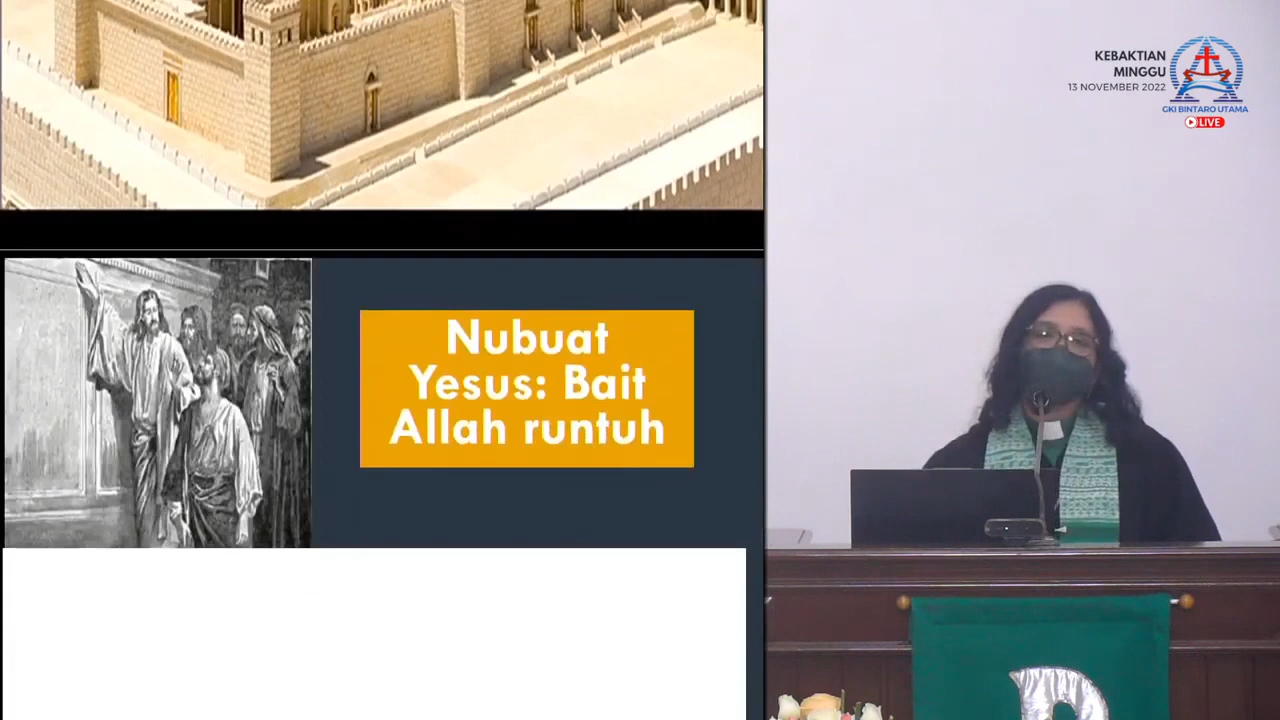 KEBAKTIAN
MINGGU
13 NOVEMBER 2022
GKI BINTARO UTAMA
LIVE
Nubuat
Yesus: Bait
Allah runtuh